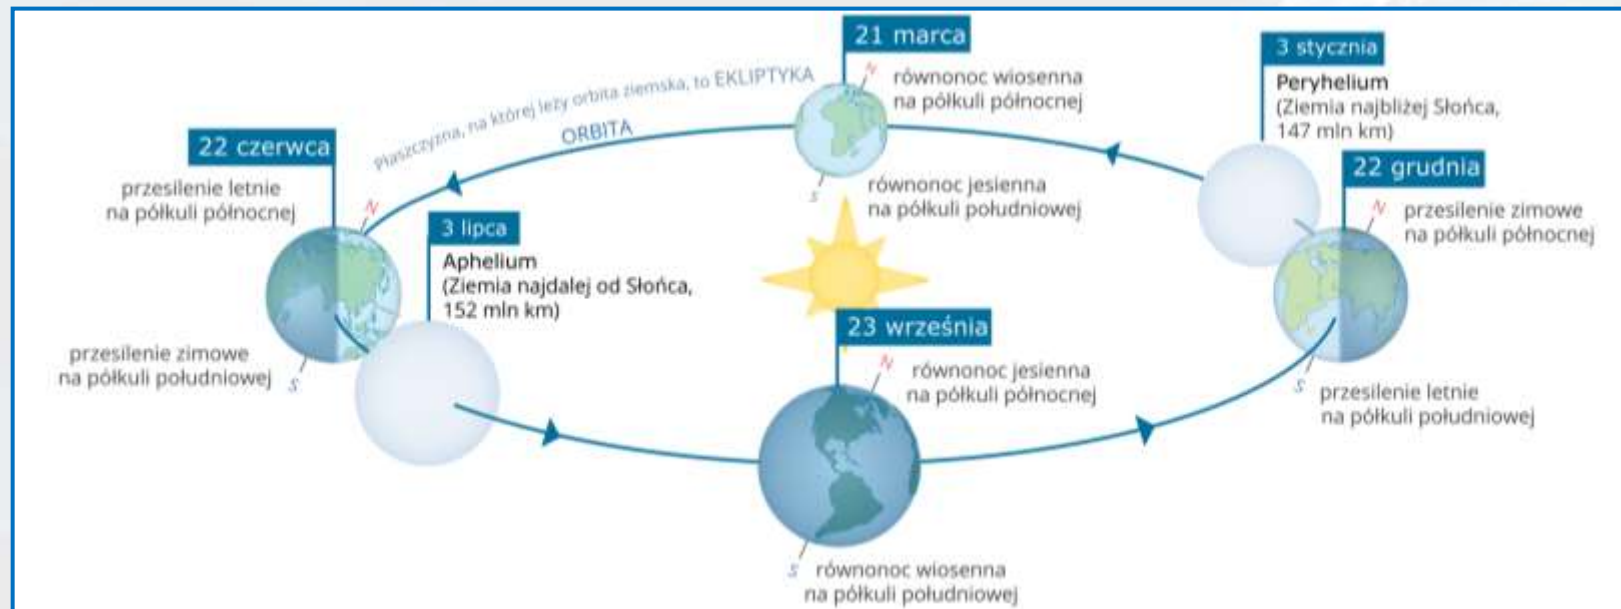 21 marca
równonoc wiosenna
na półkuli północnej
N
S
równonoc jesienna
na półkuli południowej
3 stycznia
Peryhelium
(Ziemia najbliżej Słońca,
147 mln km)
Płaszczyzna, na której leży orbita ziemska, to EKLIPTYKA
ORBITA
22 czerwca
przesilenie letnie
na półkuli północnej
N
przesilenie zimowe
na półkuli południowej
S
3 lipca
Aphelium
(Ziemia najdalej od Słońca,
152 mln km)
22 grudnia
N
przesilenie zimowe
na półkuli północnej
S
przesilenie letnie
na półkuli południowej
23 września
N
równonoc jesienna
na półkuli północnej
S
równonoc wiosenna
na półkuli południowej